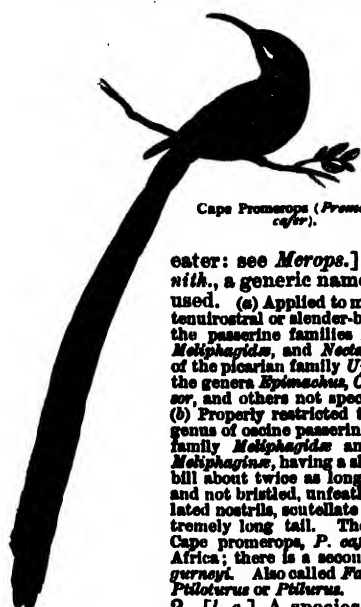 Cape Promerops (Prome
cafer).
eater: see Merops.]
nith., a generic name
used. (a) Applied to m
tenuirostral or slender-b
the passerine families
Meliphagidæ, and Necta
of the picarian family U
the genera Epimachus, C
sor, and others not spec
(b) Properly restricted t
genus of oscine passerin
family Meliphagidæ an
Meliphaginæ, having a sl
bill about twice as long
and not bristled, unfeath
lated nostrils, scutellate
tremely long tail. The
Cape promerops, P. caf
Africa; there is a secon
gurneyi. Also called Fa
Ptiloturus or Ptilurus.
2. [l. c.] A species